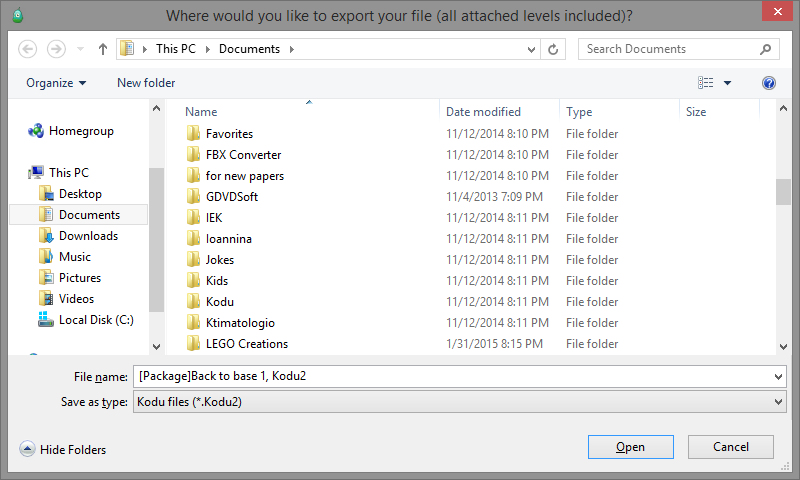 Where would you like to export your file (all attached levels included)?
This PC Documents Search Documents
Organize New folder
Name Date modified Type Size
Homegroup
This PC
Desktop
Documents
Downloads
Music
Pictures
Videos
Local Disk (C:)
Favorites 11/12/2014 8:10 PM File folder
FBX Converter 11/12/2014 8:10 PM File folder
for new papers 11/12/2014 8:10 PM File folder
GDVDSoft 11/4/2013 7:09 PM File folder
IEK 11/12/2014 8:11 PM File folder
Ioannina 11/12/2014 8:11 PM File folder
Jokes 11/12/2014 8:11 PM File folder
Kids 11/12/2014 8:11 PM File folder
Kodu 11/12/2014 8:11 PM File folder
Ktimatologio 11/12/2014 8:11 PM File folder
LEGO Creations 1/31/2015 8:15 PM File folder
File name: [Package]Back to base 1, Kodu2
Save as type: Kodu files (*.Kodu2)
Hide Folders Open Cancel